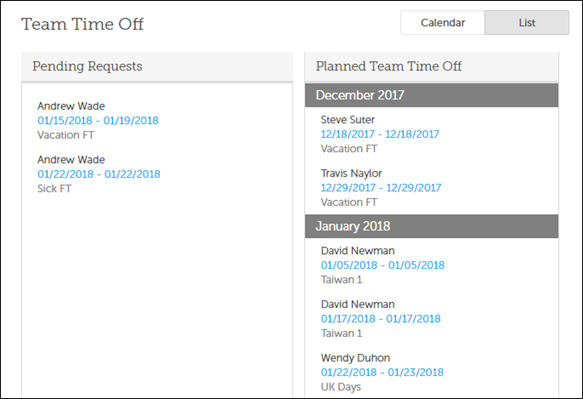 Team Time Off
Calendar
List
Pending Requests
Andrew Wade
01/15/2018 - 01/19/2018
Vacation FT
Andrew Wade
01/22/2018 - 01/22/2018
Sick FT
Planned Team Time Off
December 2017
Steve Suter
12/18/2017 - 12/18/2017
Vacation FT
Travis Naylor
12/29/2017 - 12/29/2017
Vacation FT
January 2018
David Newman
01/05/2018 - 01/05/2018
Taiwan 1
David Newman
01/17/2018 - 01/17/2018
Taiwan 1
Wendy Duhon
01/22/2018 - 01/23/2018
UK Days